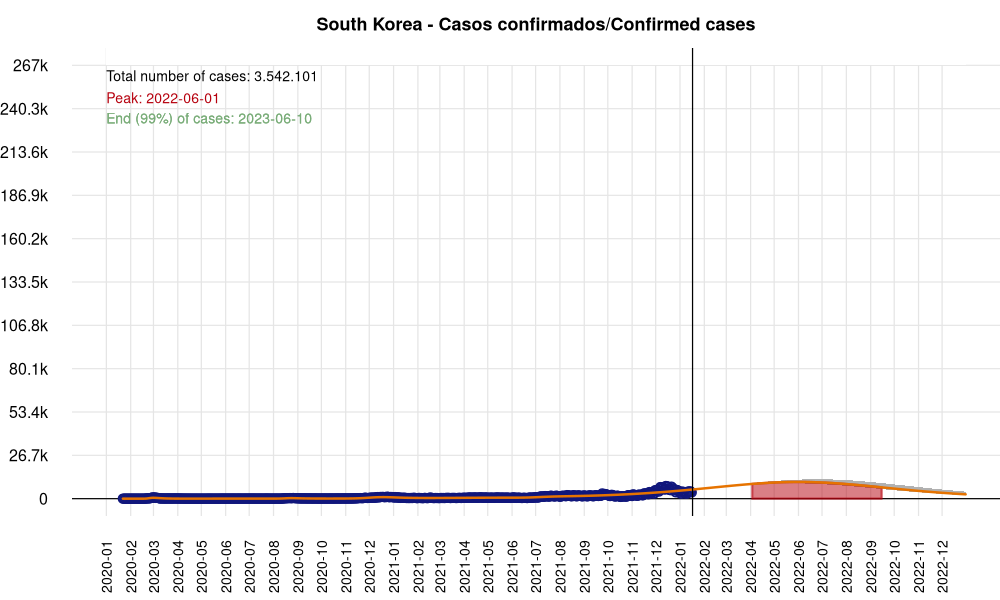 South Korea - Casos confirmados/Confirmed cases
267k
240.3k
213.6k
186.9k
160.2k
133.5k
106.8k
80.1k
53.4k
26.7k
0
Total number of cases: 3.542.101
Peak: 2022-06-01
End (99%) of cases: 2023-06-10
2020-01
2020-02
2020-03
2020-04
2020-05
2020-06
2020-07
2020-08
2020-09
2020-10
2020-11
2020-12
2021-01
2021-02
2021-03
2021-04
2021-05
2021-06
2021-07
2021-08
2021-09
2021-10
2021-11
2021-12
2022-01
2022-02
2022-03
2022-04
2022-05
2022-06
2022-07
2022-08
2022-09
2022-10
2022-11
2022-12